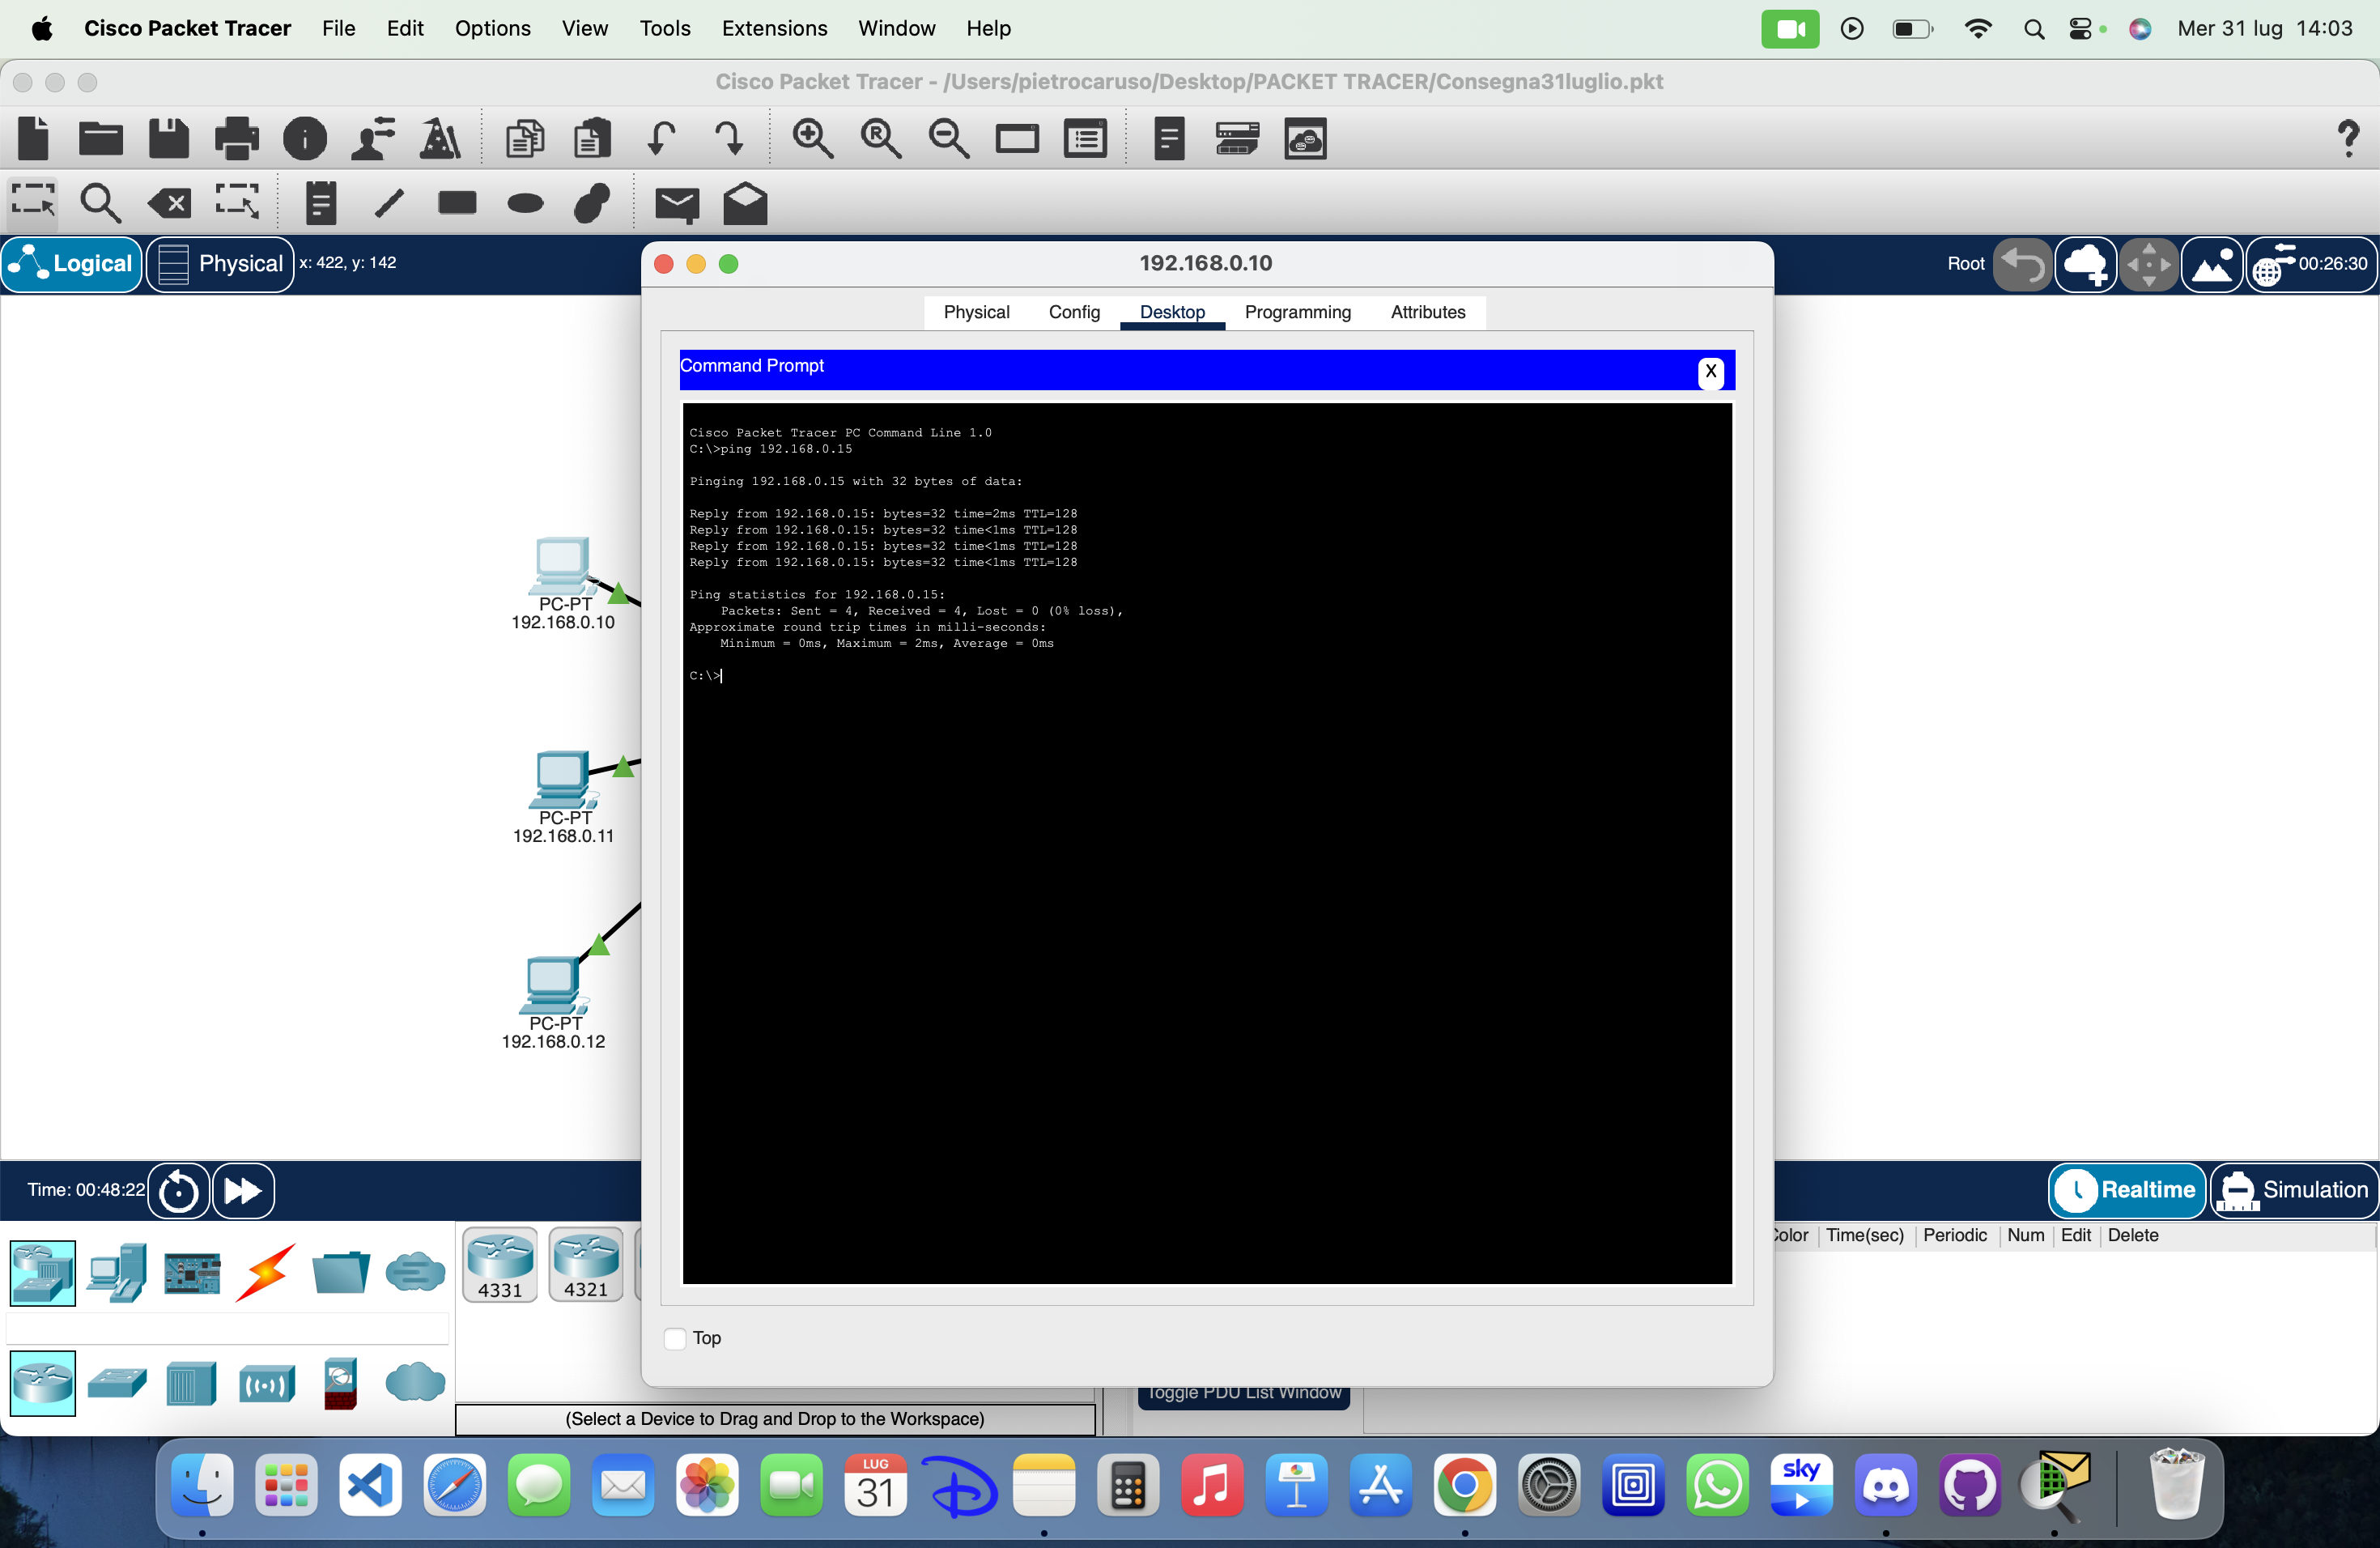 Cisco Packet Tracer File Edit Options View Tools Extensions Window Help Mer 31 lug 14:03
Cisco Packet Tracer - /Users/pietrocaruso/Desktop/PACKET TRACER/Consegna31luglio.pkt
Logical Physical x: 422, y: 142
Root 00:26:30
192.168.0.10
Physical Config Desktop Programming Attributes
Command Prompt
X
Cisco Packet Tracer PC Command Line 1.0
C:\>ping 192.168.0.15
Pinging 192.168.0.15 with 32 bytes of data:
Reply from 192.168.0.15: bytes=32 time=2ms TTL=128
Reply from 192.168.0.15: bytes=32 time<1ms TTL=128
Reply from 192.168.0.15: bytes=32 time<1ms TTL=128
Reply from 192.168.0.15: bytes=32 time<1ms TTL=128
Ping statistics for 192.168.0.15:
Packets: Sent = 4, Received = 4, Lost = 0 (0% loss),
Approximate round trip times in milli-seconds:
Minimum = 0ms, Maximum = 2ms, Average = 0ms
C:\>
PC-PT
192.168.0.10
PC-PT
192.168.0.11
PC-PT
192.168.0.12
Top
Time: 00:48:22
Realtime Simulation
4331 4321
Color Time(sec) Periodic Num Edit Delete
Toggle PDU List Window
(Select a Device to Drag and Drop to the Workspace)
LUG
31
sky